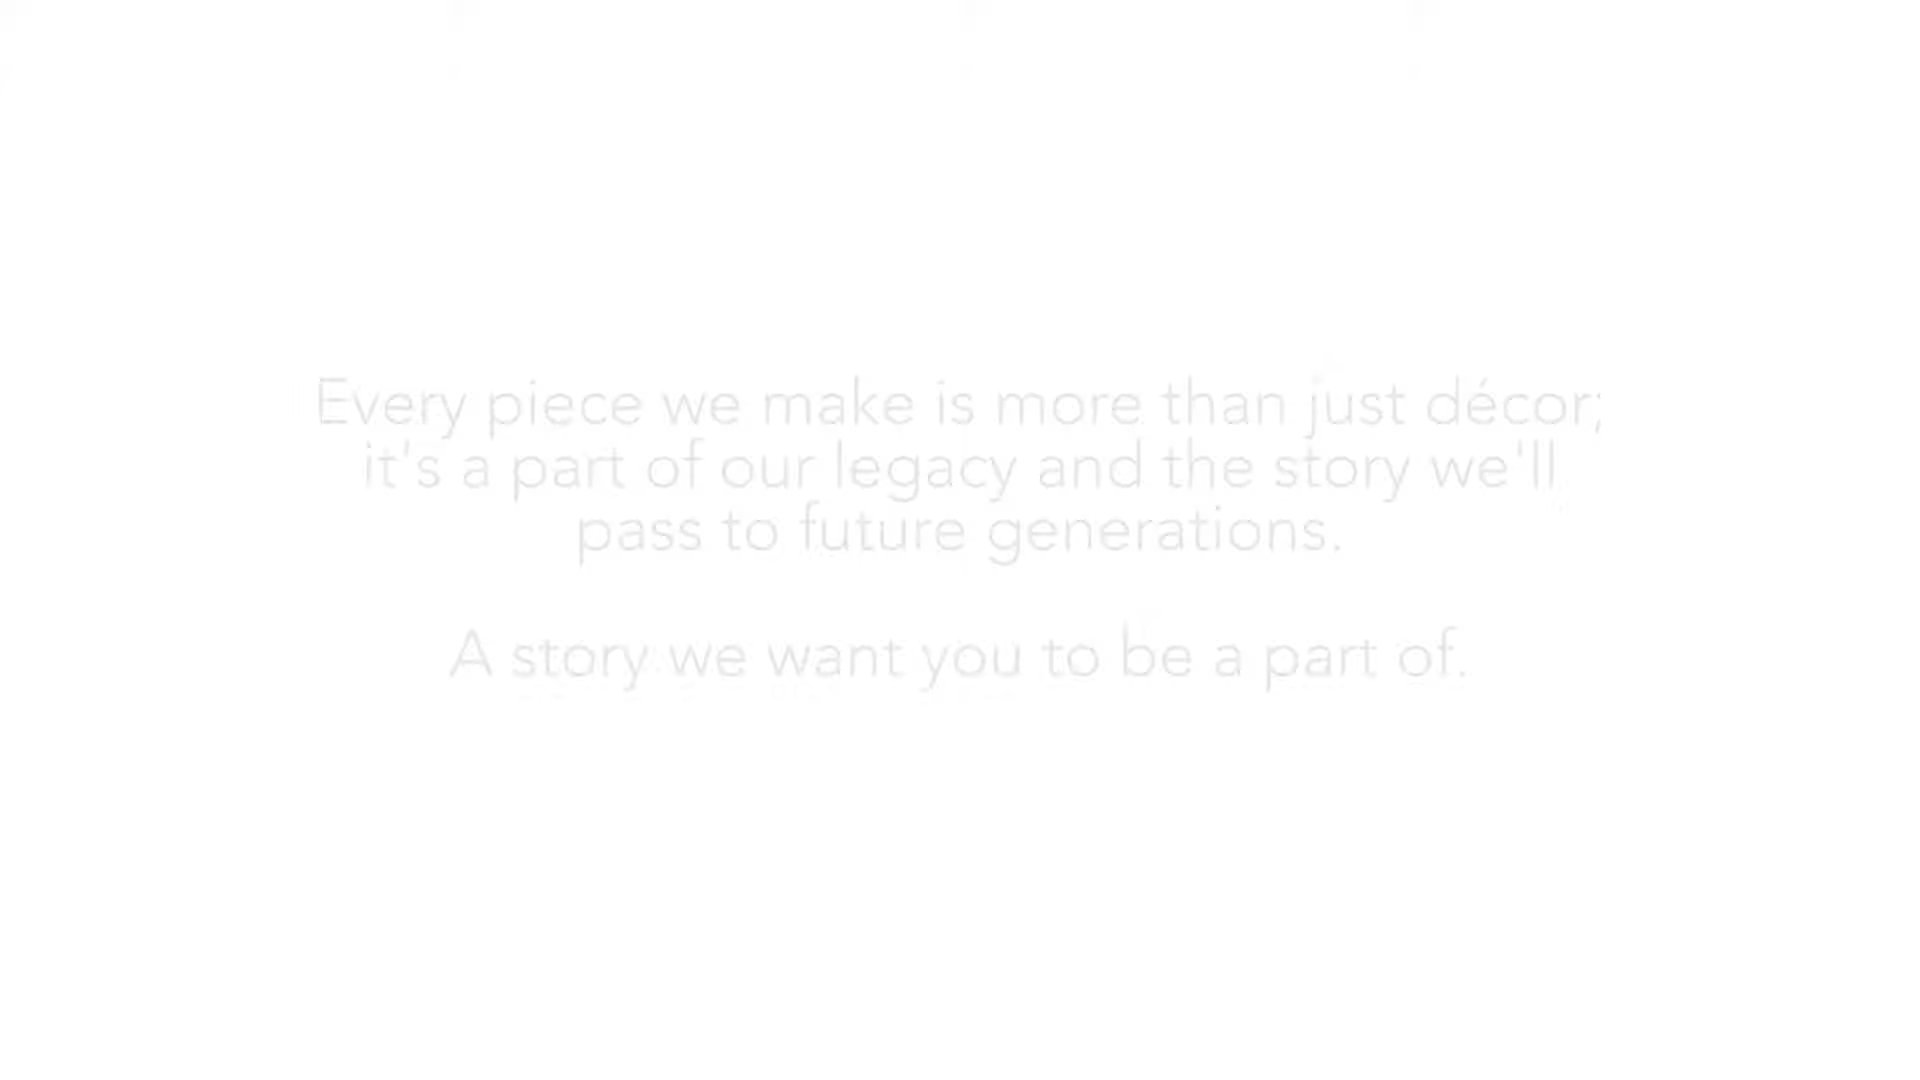 Every piece we make is more than just décor;
it's a part of our legacy and the story we'll
pass to future generations.
A story we want you to be a part of.